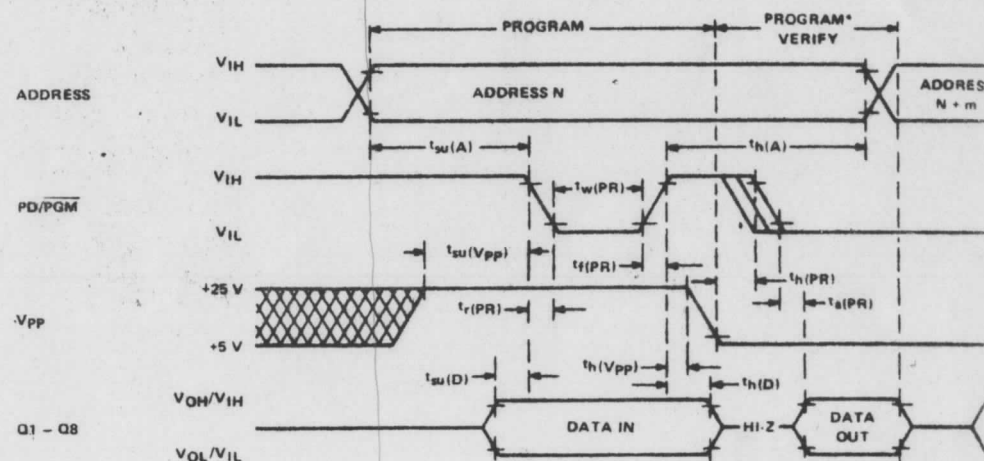 PROGRAM
PROGRAM*
VERIFY
ADDRESS
VIH
VIL
ADDRESS N
ADDRES
N + m
tsu(A)
th(A)
PD/PGM
VIH
VIL
tw(PR)
tsu(Vpp)
tf(PR)
th(PR)
Vpp
+25 V
+5 V
tr(PR)
ta(PR)
tsu(D)
th(Vpp)
th(D)
Q1 - Q8
VOH/VIH
VOL/VIL
DATA IN
HI-Z
DATA
OUT